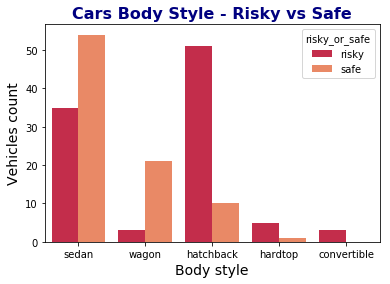 Cars Body Style - Risky vs Safe
risky_or_safe
risky
safe
Vehicles count
50
40
30
20
10
0
sedan wagon hatchback hardtop convertible
Body style